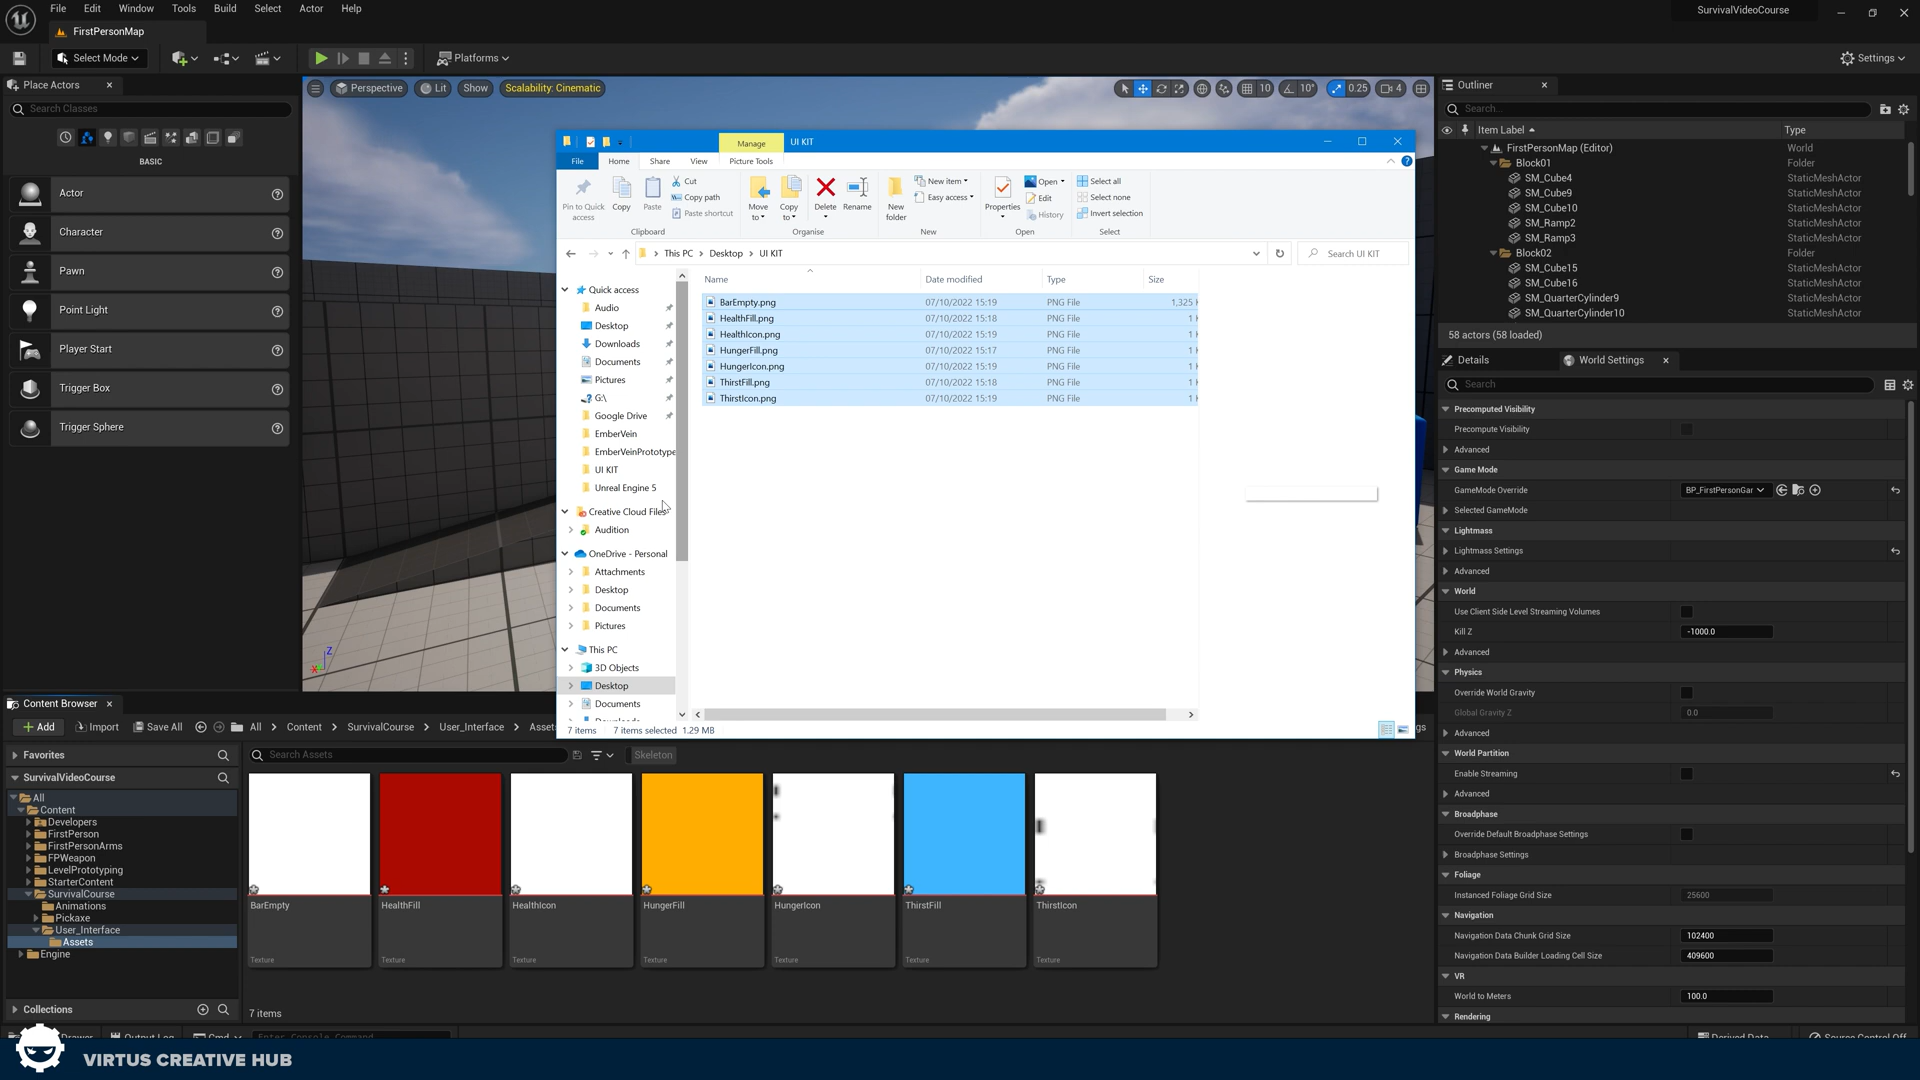 File Edit Window Tools Build Select Actor Help
SurvivalVideoCourse
FirstPersonMap
Select Mode
Platforms
Settings
Place Actors
Search Classes
BASIC
Actor
Character
Pawn
Point Light
Player Start
Trigger Box
Trigger Sphere
Perspective Lit Show Scalability: Cinematic
10 10° 0.25 4
Manage UI KIT
File Home Share View Picture Tools
Pin to Quick access
Copy
Paste
Cut
Copy path
Paste shortcut
Clipboard
Move to
Copy to
Delete
Rename
Organise
New folder
New item
Easy access
New
Properties
Open
Edit
History
Open
Select all
Select none
Invert selection
Select
This PC Desktop UI KIT
Search UI KIT
Name Date modified Type Size
BarEmpty.png 07/10/2022 15:19 PNG File 1,325
HealthFill.png 07/10/2022 15:18 PNG File 1
HealthIcon.png 07/10/2022 15:19 PNG File 1
HungerFill.png 07/10/2022 15:17 PNG File 1
HungerIcon.png 07/10/2022 15:19 PNG File 1
ThirstFill.png 07/10/2022 15:18 PNG File 1
ThirstIcon.png 07/10/2022 15:19 PNG File 1
Quick access
Audio
Desktop
Downloads
Documents
Pictures
G:\
Google Drive
EmberVein
EmberVeinPrototype
UI KIT
Unreal Engine 5
Creative Cloud Files
Audition
OneDrive - Personal
Attachments
Desktop
Documents
Pictures
This PC
3D Objects
Desktop
Documents
7 items 7 items selected 1.29 MB
Outliner
Search...
Item Label Type
FirstPersonMap (Editor) World
Block01 Folder
SM_Cube4 StaticMeshActor
SM_Cube9 StaticMeshActor
SM_Cube10 StaticMeshActor
SM_Ramp2 StaticMeshActor
SM_Ramp3 StaticMeshActor
Block02 Folder
SM_Cube15 StaticMeshActor
SM_Cube16 StaticMeshActor
SM_QuarterCylinder9 StaticMeshActor
SM_QuarterCylinder10 StaticMeshActor
58 actors (58 loaded)
Details World Settings
Search
Precomputed Visibility
Precompute Visibility
Advanced
Game Mode
GameMode Override BP_FirstPersonGar
Selected GameMode
Lightmass
Lightmass Settings
Advanced
World
Use Client Side Level Streaming Volumes
Kill Z -1000.0
Advanced
Physics
Override World Gravity
Global Gravity Z 0.0
Advanced
World Partition
Enable Streaming
Advanced
Broadphase
Override Default Broadphase Settings
Broadphase Settings
Foliage
Instanced Foliage Grid Size 25600
Navigation
Navigation Data Chunk Grid Size 102400
Navigation Data Builder Loading Cell Size 409600
VR
World to Meters 100.0
Rendering
Content Browser
Add Import Save All All Content SurvivalCourse User_Interface Assets
Favorites
Search Assets
Skeleton
SurvivalVideoCourse
All
Content
Developers
FirstPerson
FirstPersonArms
FPWeapon
LevelPrototyping
StarterContent
SurvivalCourse
Animations
Pickaxe
User_Interface
Assets
Engine
Collections
BarEmpty HealthFill HealthIcon HungerFill HungerIcon ThirstFill ThirstIcon
Texture Texture Texture Texture Texture Texture Texture
7 items
VIRTUS CREATIVE HUB